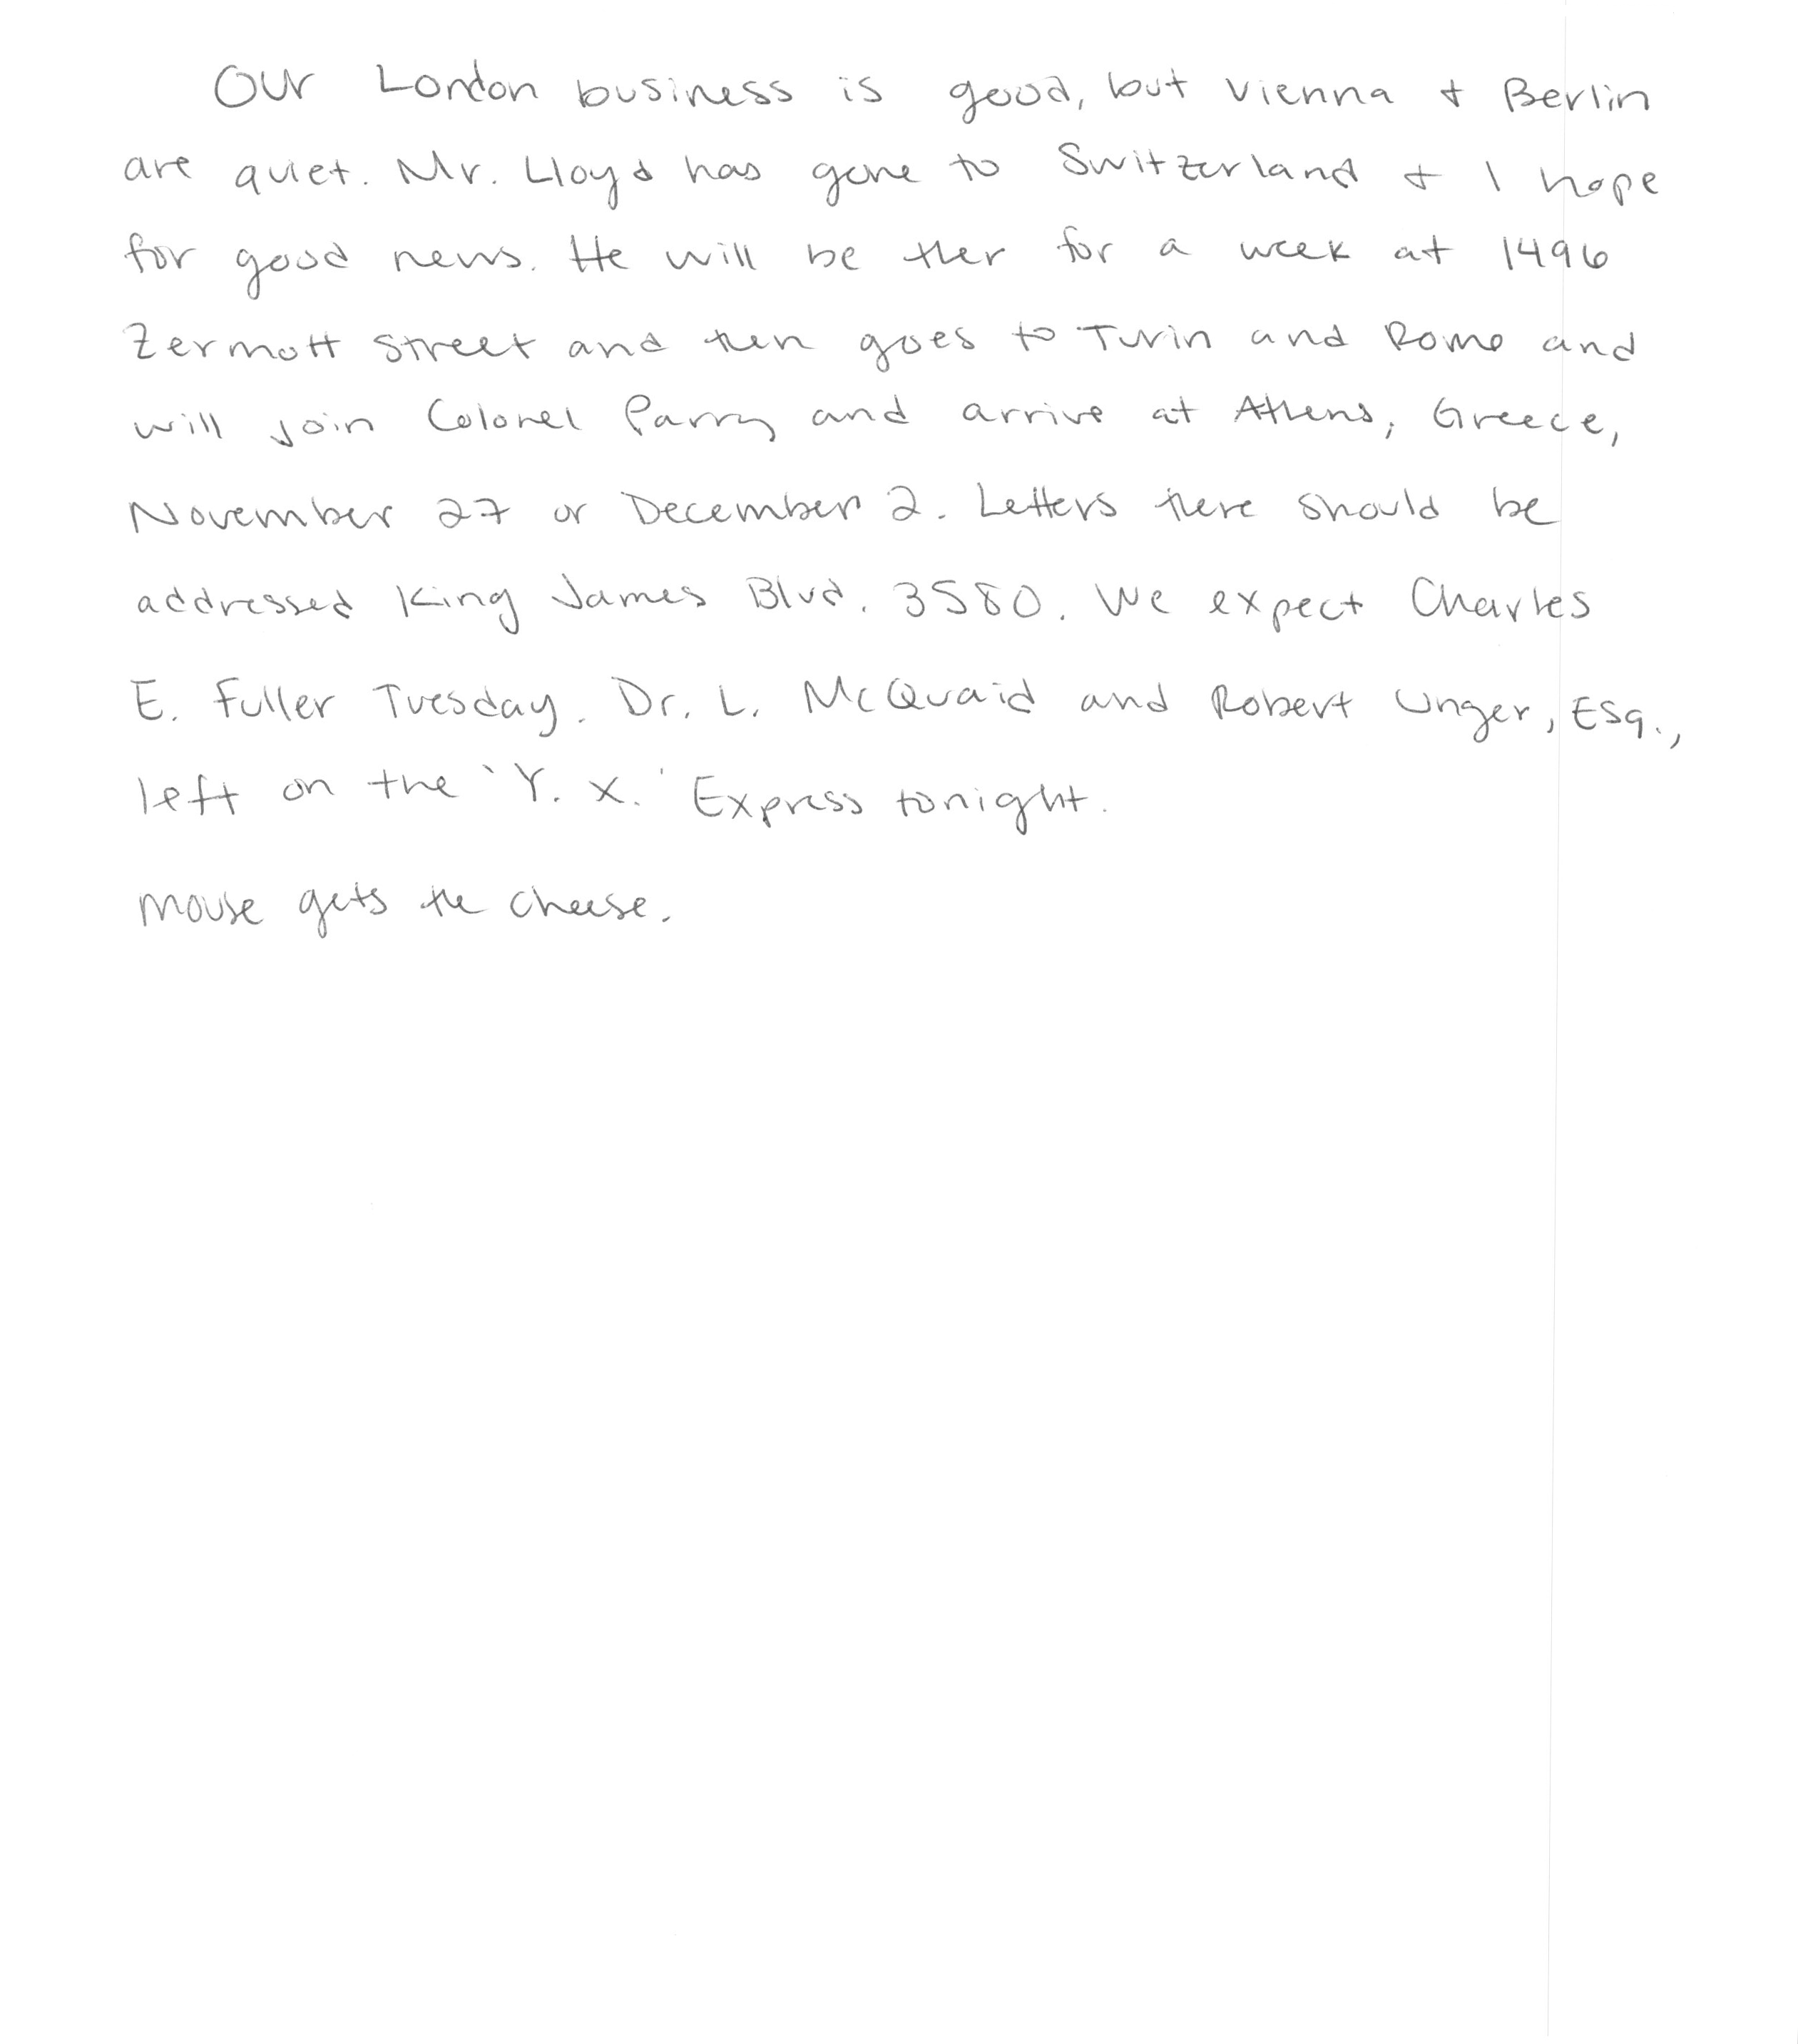 Our London business is good, but Vienna + Berlin
are quiet. Mr. Lloyd has gone to Switzerland + I hope
for good news. He will be ther for a week at 1496
Zermott street and then goes to Turin and Rome and
will join Colonel Parry and arrive at Athens, Greece,
November 27 or December 2. Letters there should be
addressed King James Blvd. 3580. We expect Charles
E. Fuller Tuesday. Dr. L. McQuaid and Robert Unger, Esq.,
left on the 'Y. X.' Express tonight.
mouse gets the cheese.